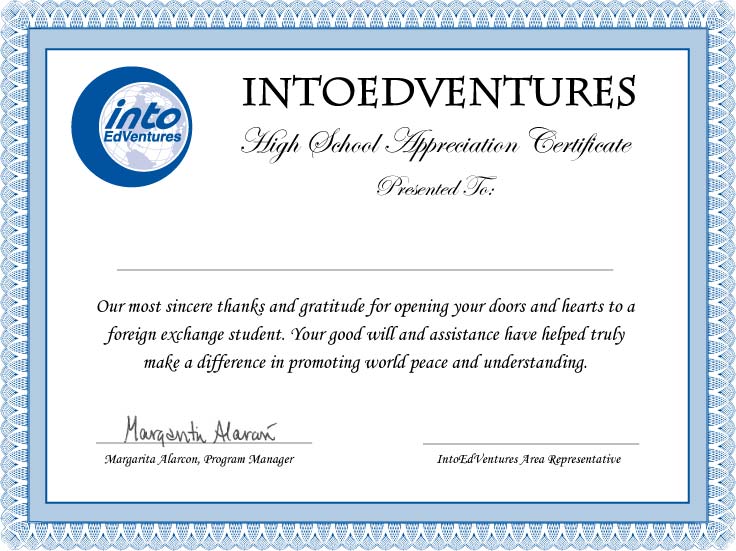 into
EdVentures
INTOEDVENTURES
High School Appreciation Certificate
Presented To:
Our most sincere thanks and gratitude for opening your doors and hearts to a
foreign exchange student. Your good will and assistance have helped truly
make a difference in promoting world peace and understanding.
Margarita Alarcon
Margarita Alarcon, Program Manager
IntoEdVentures Area Representative